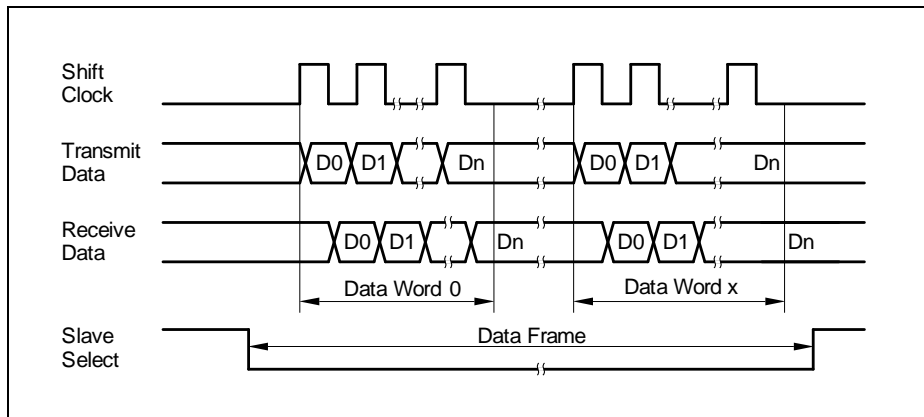 Shift
Clock
Transmit
Data
D0 D1 Dn D0 D1 Dn
Receive
Data
D0 D1 Dn D0 D1 Dn
Data Word 0 Data Word x
Slave
Select
Data Frame